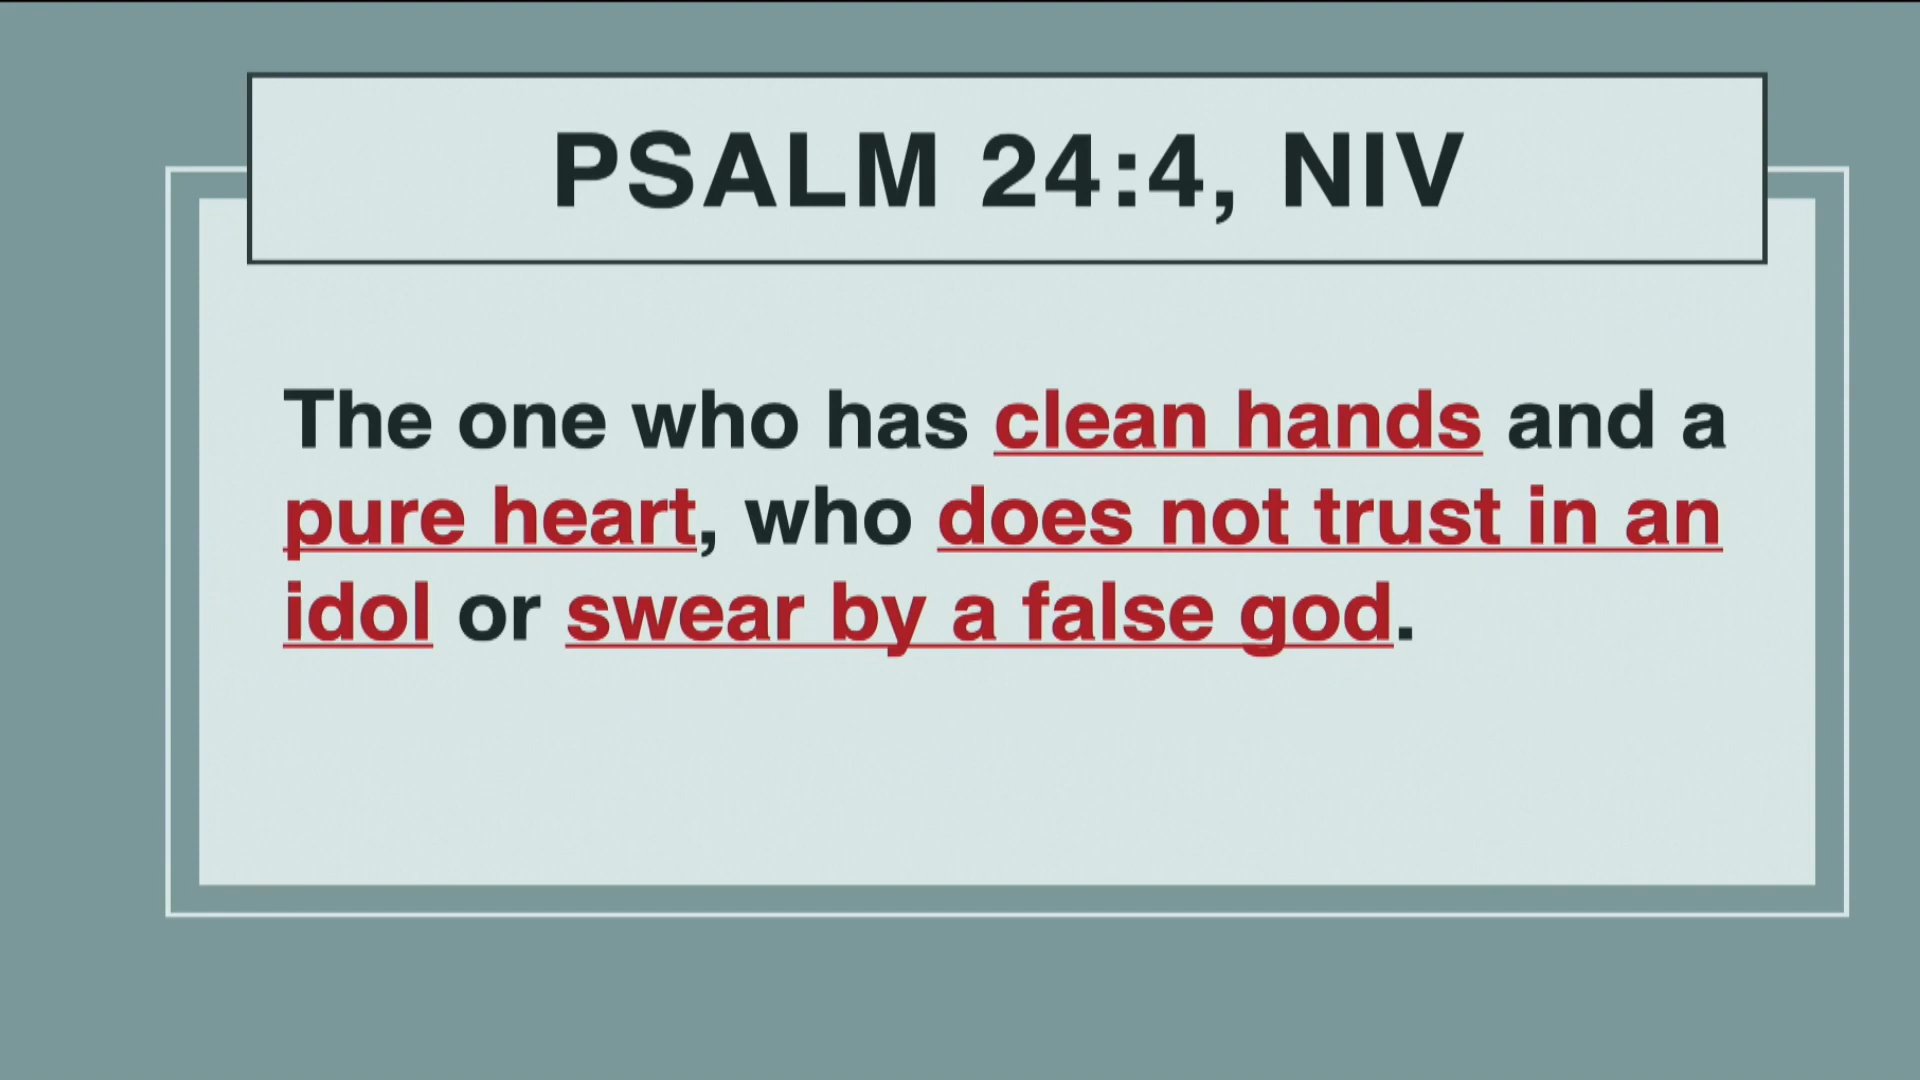 PSALM 24:4, NIV
The one who has clean hands and a
pure heart, who does not trust in an
idol or swear by a false god.